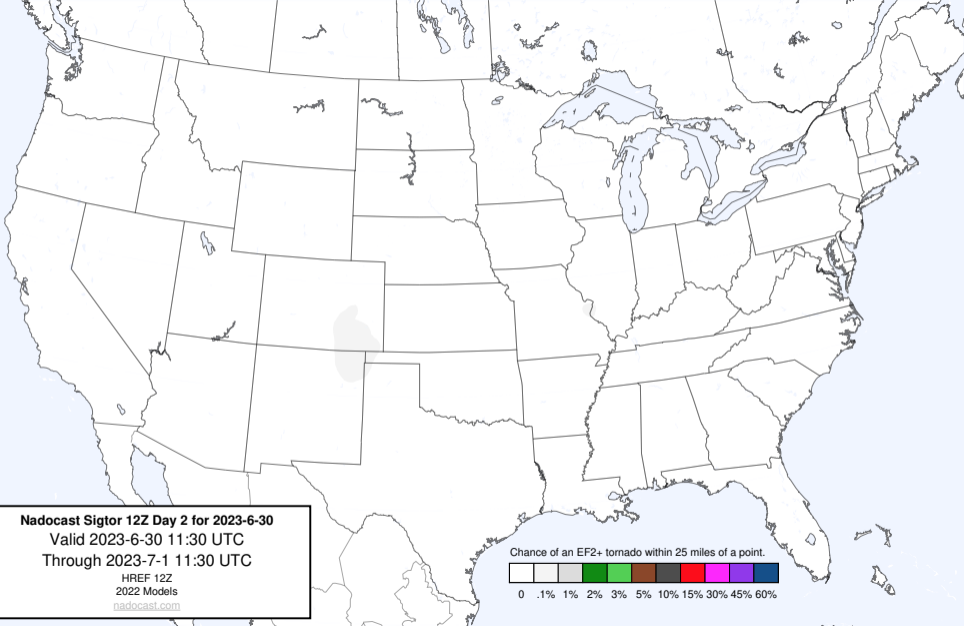 Nadocast Sigtor 12Z Day 2 for 2023-6-30
Valid 2023-6-30 11:30 UTC
Through 2023-7-1 11:30 UTC
HREF 12Z
2022 Models
nadocast.com
Chance of an EF2+ tornado within 25 miles of a point.
0 .1% 1% 2% 3% 5% 10% 15% 30% 45% 60%